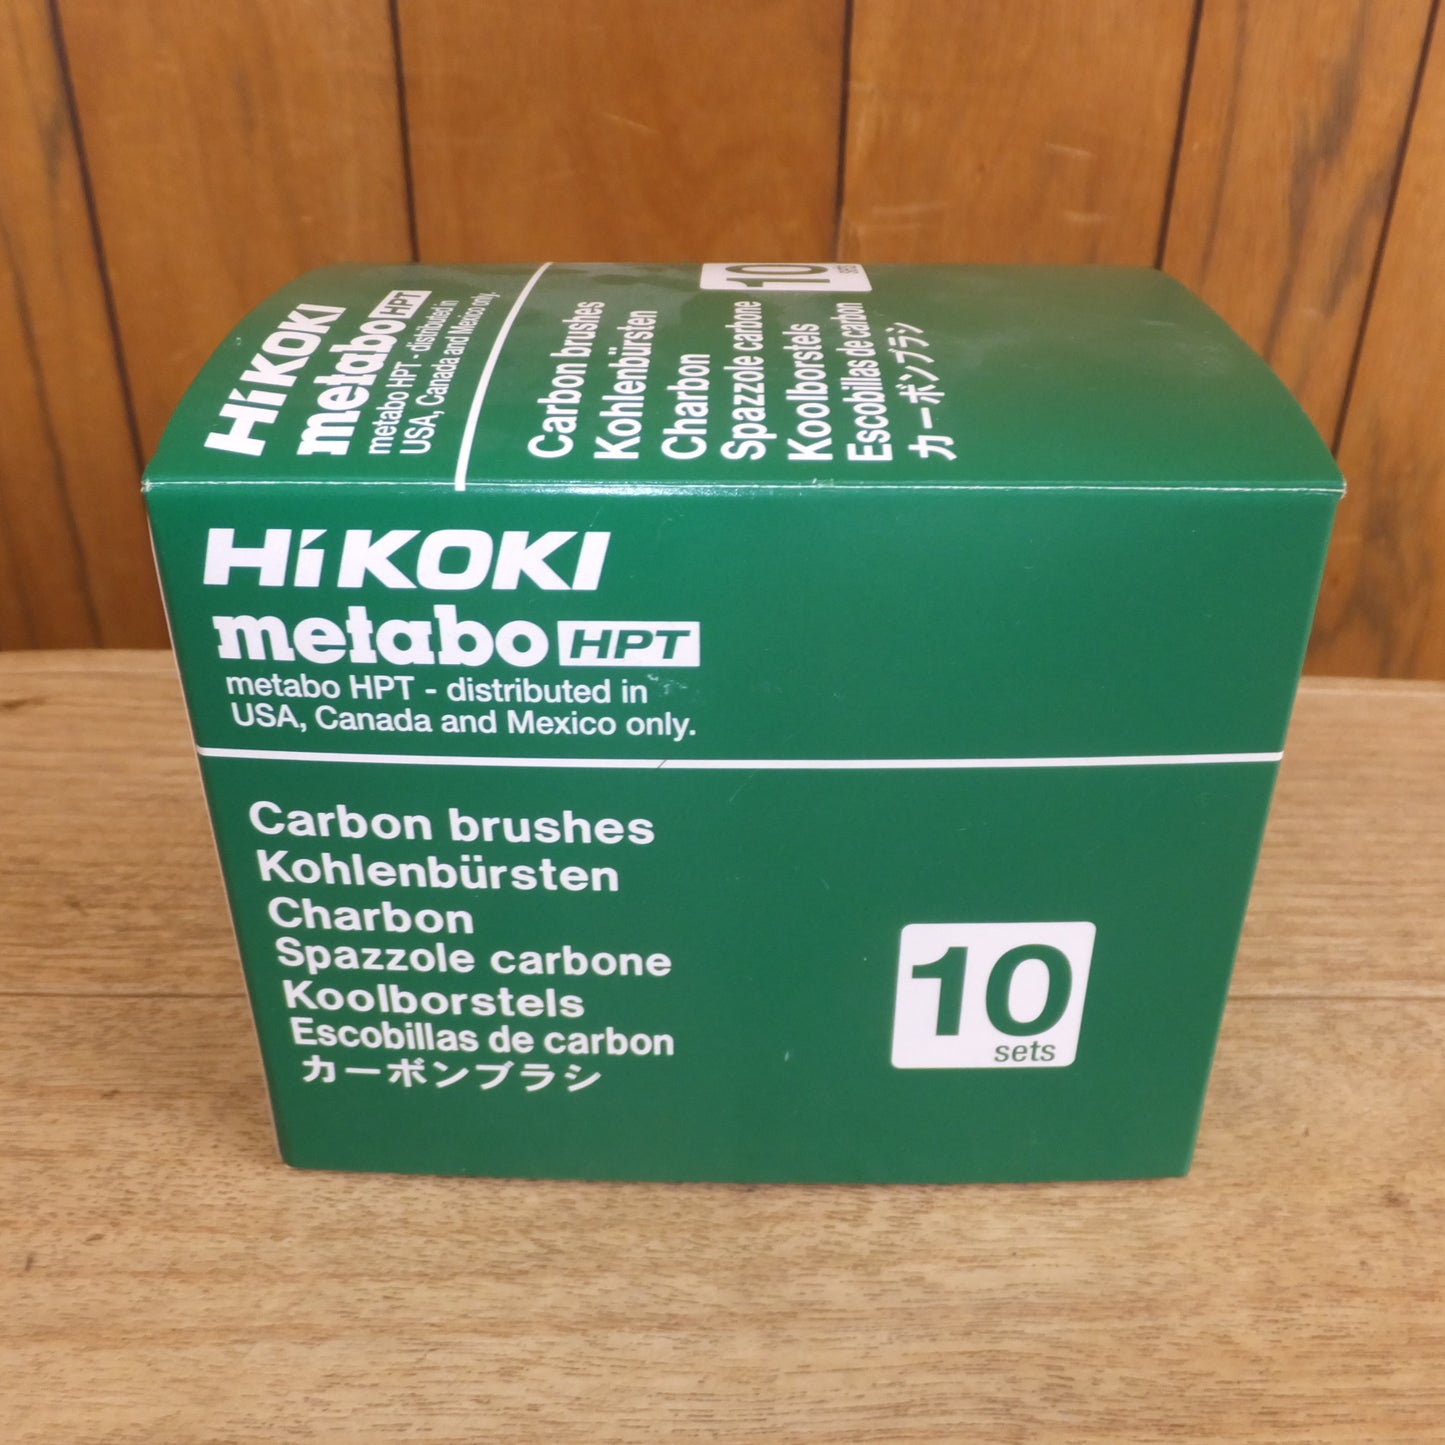 HiKOKI
metabo HPT
metabo HPT - distributed in
USA, Canada and Mexico only.
Carbon brushes
Kohlenbürsten
Charbon
Spazzole carbone
Koolborstels
Escobillas de carbon
カーボンブラシ
10
sets
HiKOKI
metabo HPT
metabo HPT - distributed in
USA, Canada and Mexico only.
Carbon brushes
Kohlenbürsten
Charbon
Spazzole carbone
Koolborstels
Escobillas de carbon
カーボンブラシ
10
sets